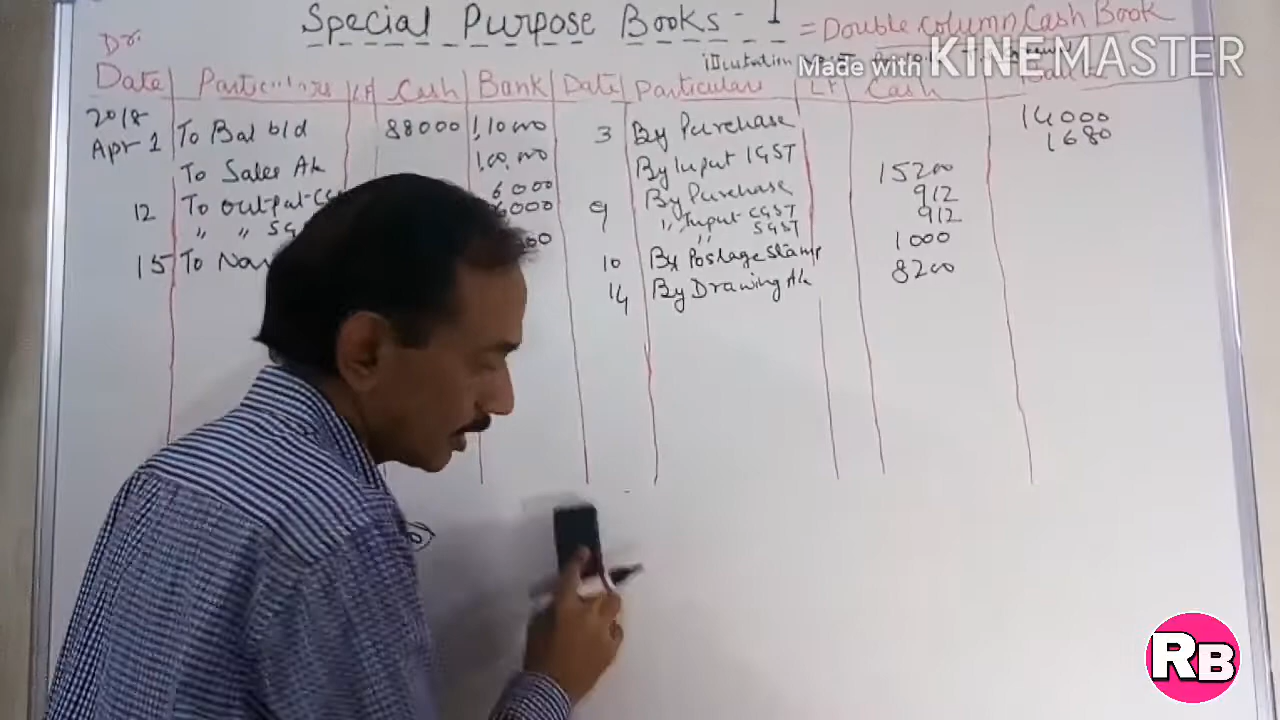 Special Purpose Books - I = Double column Cash Book
Made with KINEMASTER
Dr.
Date Particulars LF Cash Bank Date Particulars LF Cash
2018
Apr 1 To Bal b/d 88000 1,10,000 3 By Purchase 14000
To Sales A/c 1,00,000 By Input IGST 1680
12 To output CG 6000 9 By Purchase 15200
" " SG 6000 " Input CGST 912
" SGST 912
15 To 10 By Postage Stamp 1000
14 By Drawing A/c 8200
RB